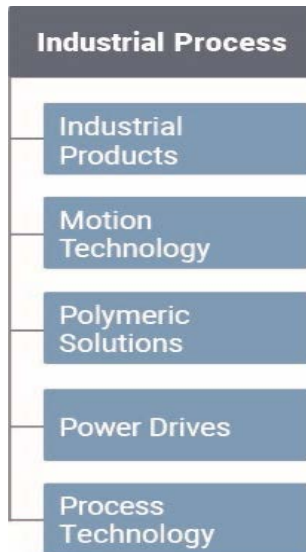 Industrial Process
Industrial
Products
Motion
Technology
Polymeric
Solutions
Power Drives
Process
Technology